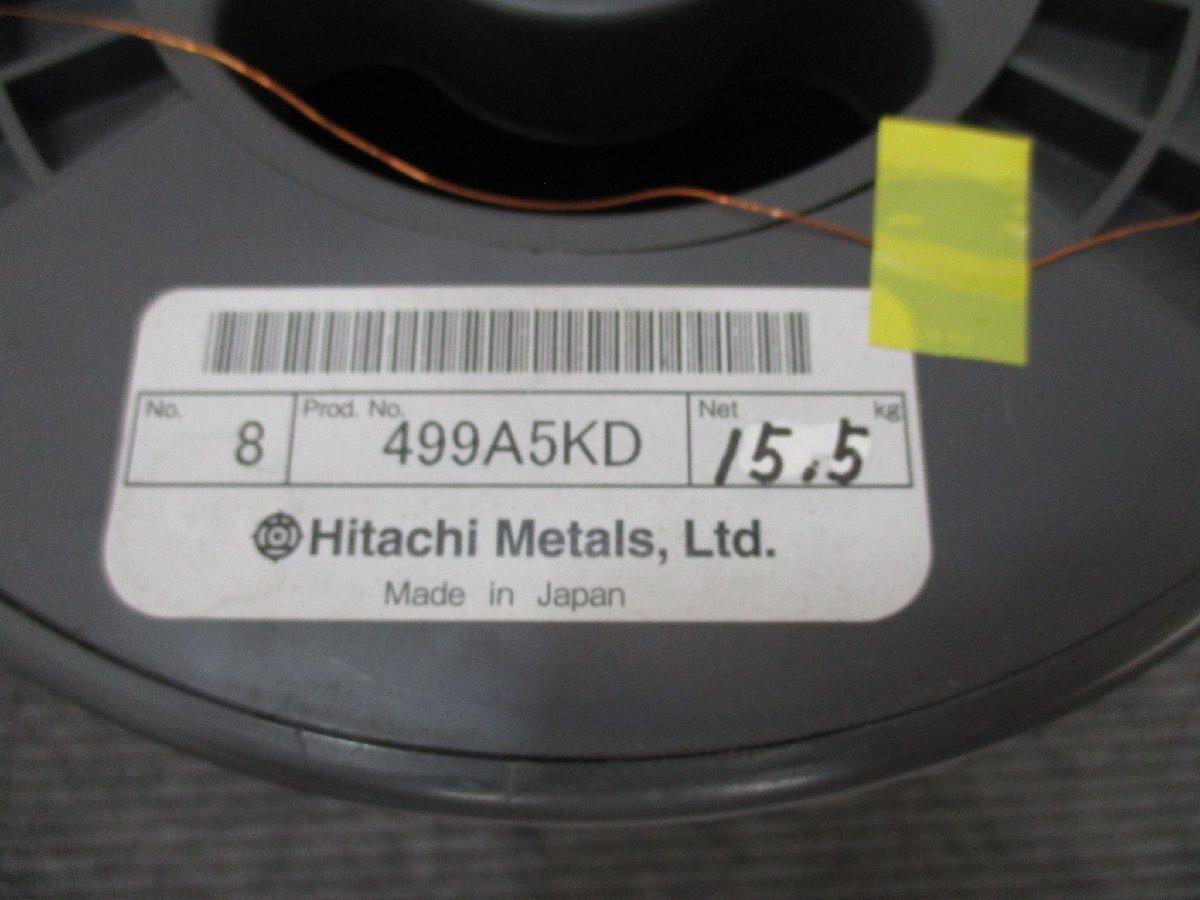 No. 8 Prod. No. 499A5KD Net 15.5 kg
Hitachi Metals, Ltd.
Made in Japan